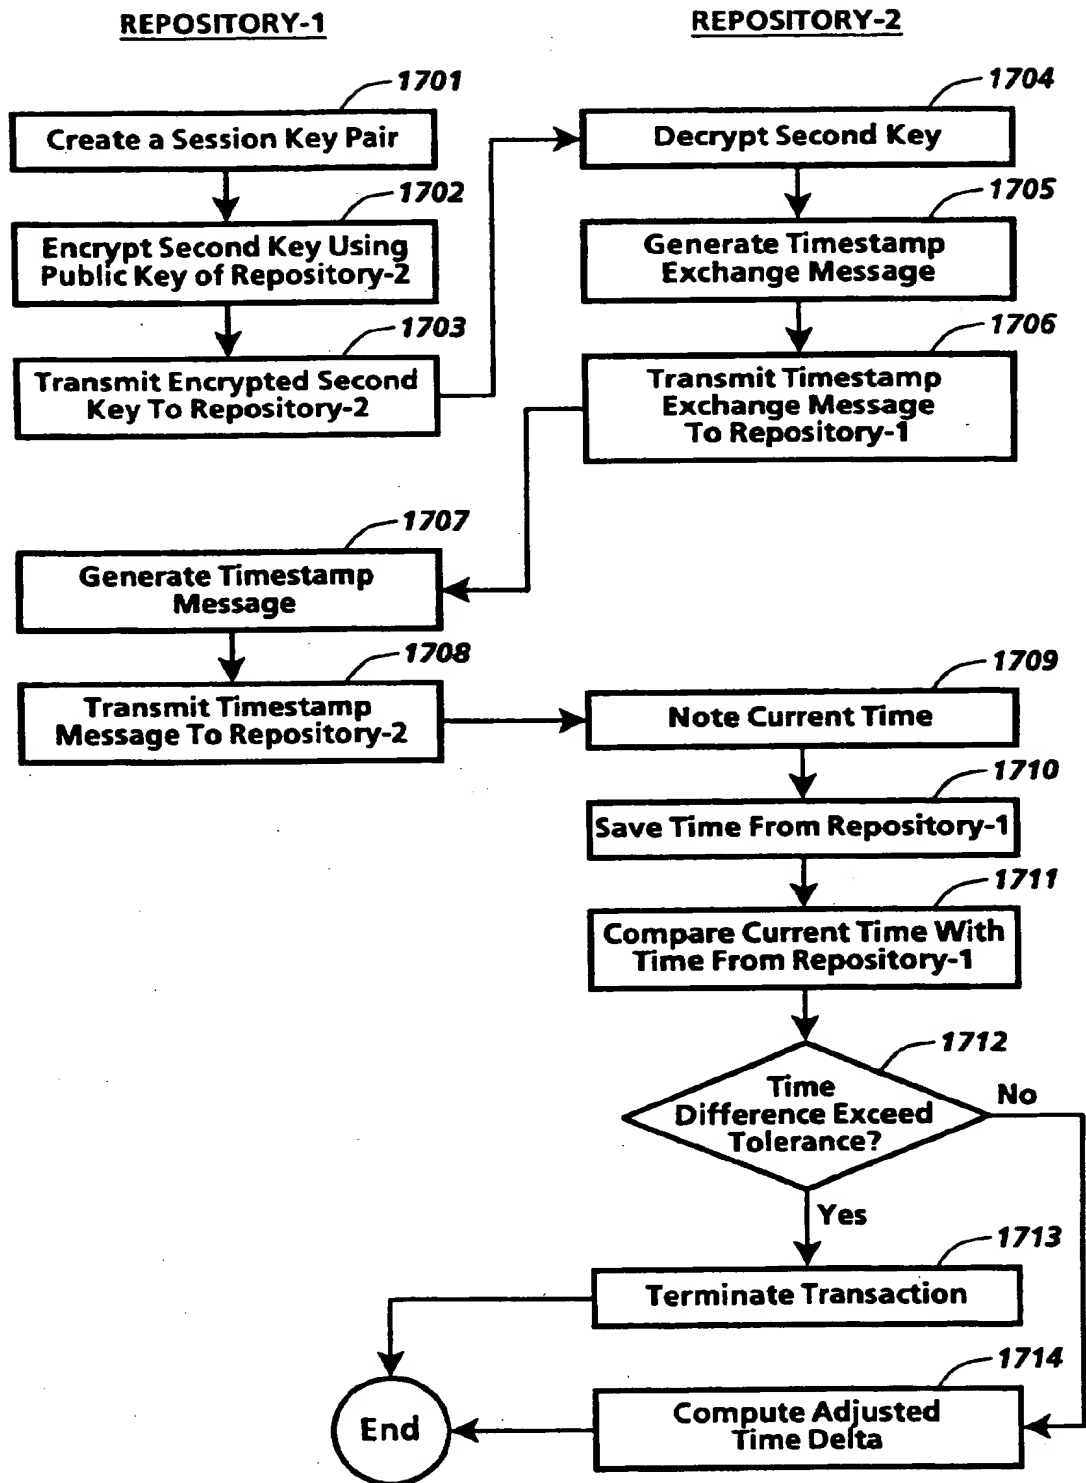 REPOSITORY-1
REPOSITORY-2
1701
Create a Session Key Pair
1702
Encrypt Second Key Using
Public Key of Repository-2
1703
Transmit Encrypted Second
Key To Repository-2
1704
Decrypt Second Key
1705
Generate Timestamp
Exchange Message
1706
Transmit Timestamp
Exchange Message
To Repository-1
1707
Generate Timestamp
Message
1708
Transmit Timestamp
Message To Repository-2
1709
Note Current Time
1710
Save Time From Repository-1
1711
Compare Current Time With
Time From Repository-1
1712
Time
Difference Exceed
Tolerance?
No
Yes
1713
Terminate Transaction
1714
Compute Adjusted
Time Delta
End